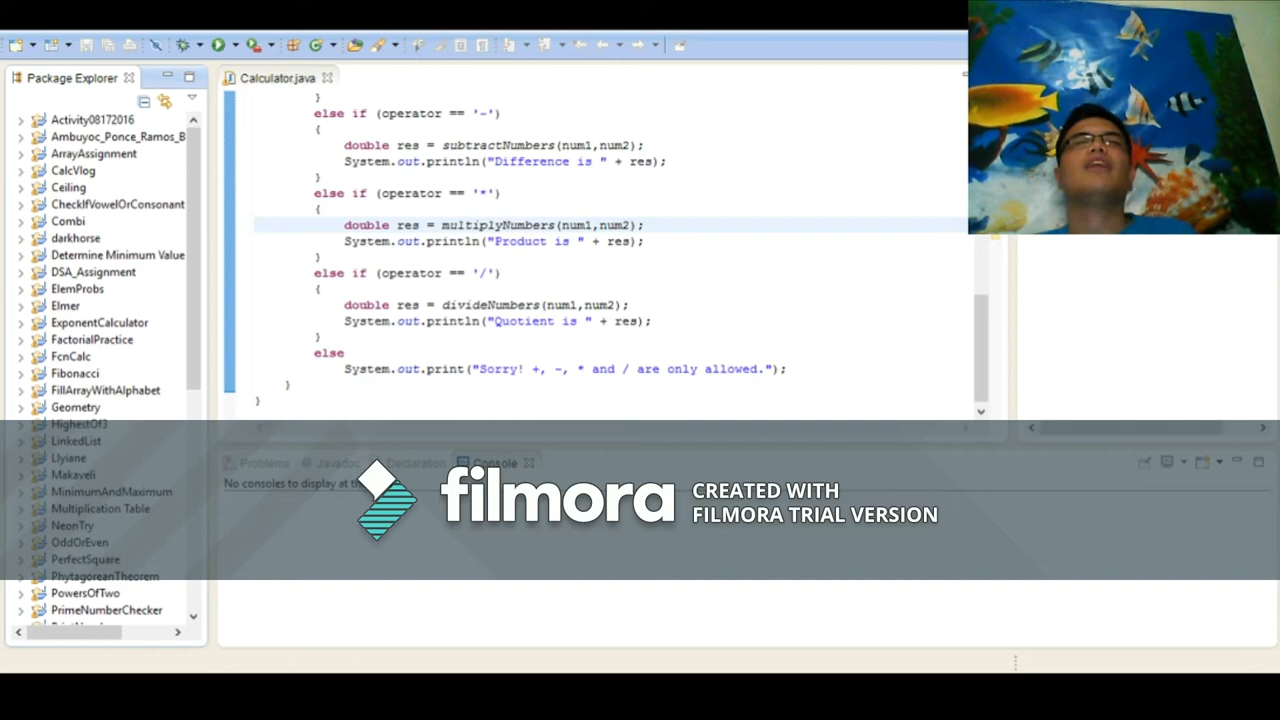 Package Explorer
Activity08172016
Ambuyoc_Ponce_Ramos_B
ArrayAssignment
CalcVlog
Ceiling
CheckIfVowelOrConsonant
Combi
darkhorse
Determine Minimum Value
DSA_Assignment
ElemProbs
Elmer
ExponentCalculator
FactorialPractice
FcnCalc
Fibonacci
FillArrayWithAlphabet
Geometry
HighestOf3
LinkedList
Llyiane
Makaveli
MinimumAndMaximum
Multiplication Table
NeonTry
OddOrEven
PerfectSquare
PhytagoreanTheorem
PowersOfTwo
PrimeNumberChecker
Calculator.java
}
else if (operator == '-')
{
double res = subtractNumbers(num1,num2);
System.out.println("Difference is " + res);
}
else if (operator == '*')
{
double res = multiplyNumbers(num1,num2);
System.out.println("Product is " + res);
}
else if (operator == '/')
{
double res = divideNumbers(num1,num2);
System.out.println("Quotient is " + res);
}
else
System.out.print("Sorry! +, -, * and / are only allowed.");
}
}
Problems Javadoc Declaration Console
No consoles to display at
filmora
CREATED WITH
FILMORA TRIAL VERSION